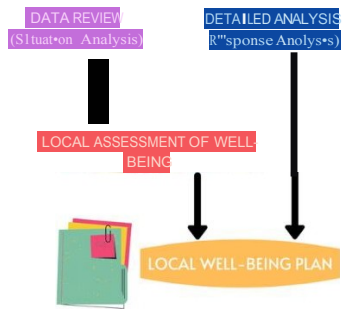 DATA REVIEW
(S1tuat•on Analysis)
DETAILED ANALYSIS
R"'sponse Anolys•s)
LOCAL ASSESSMENT OF WELL-
BEING
LOCAL WELL-BEING PLAN